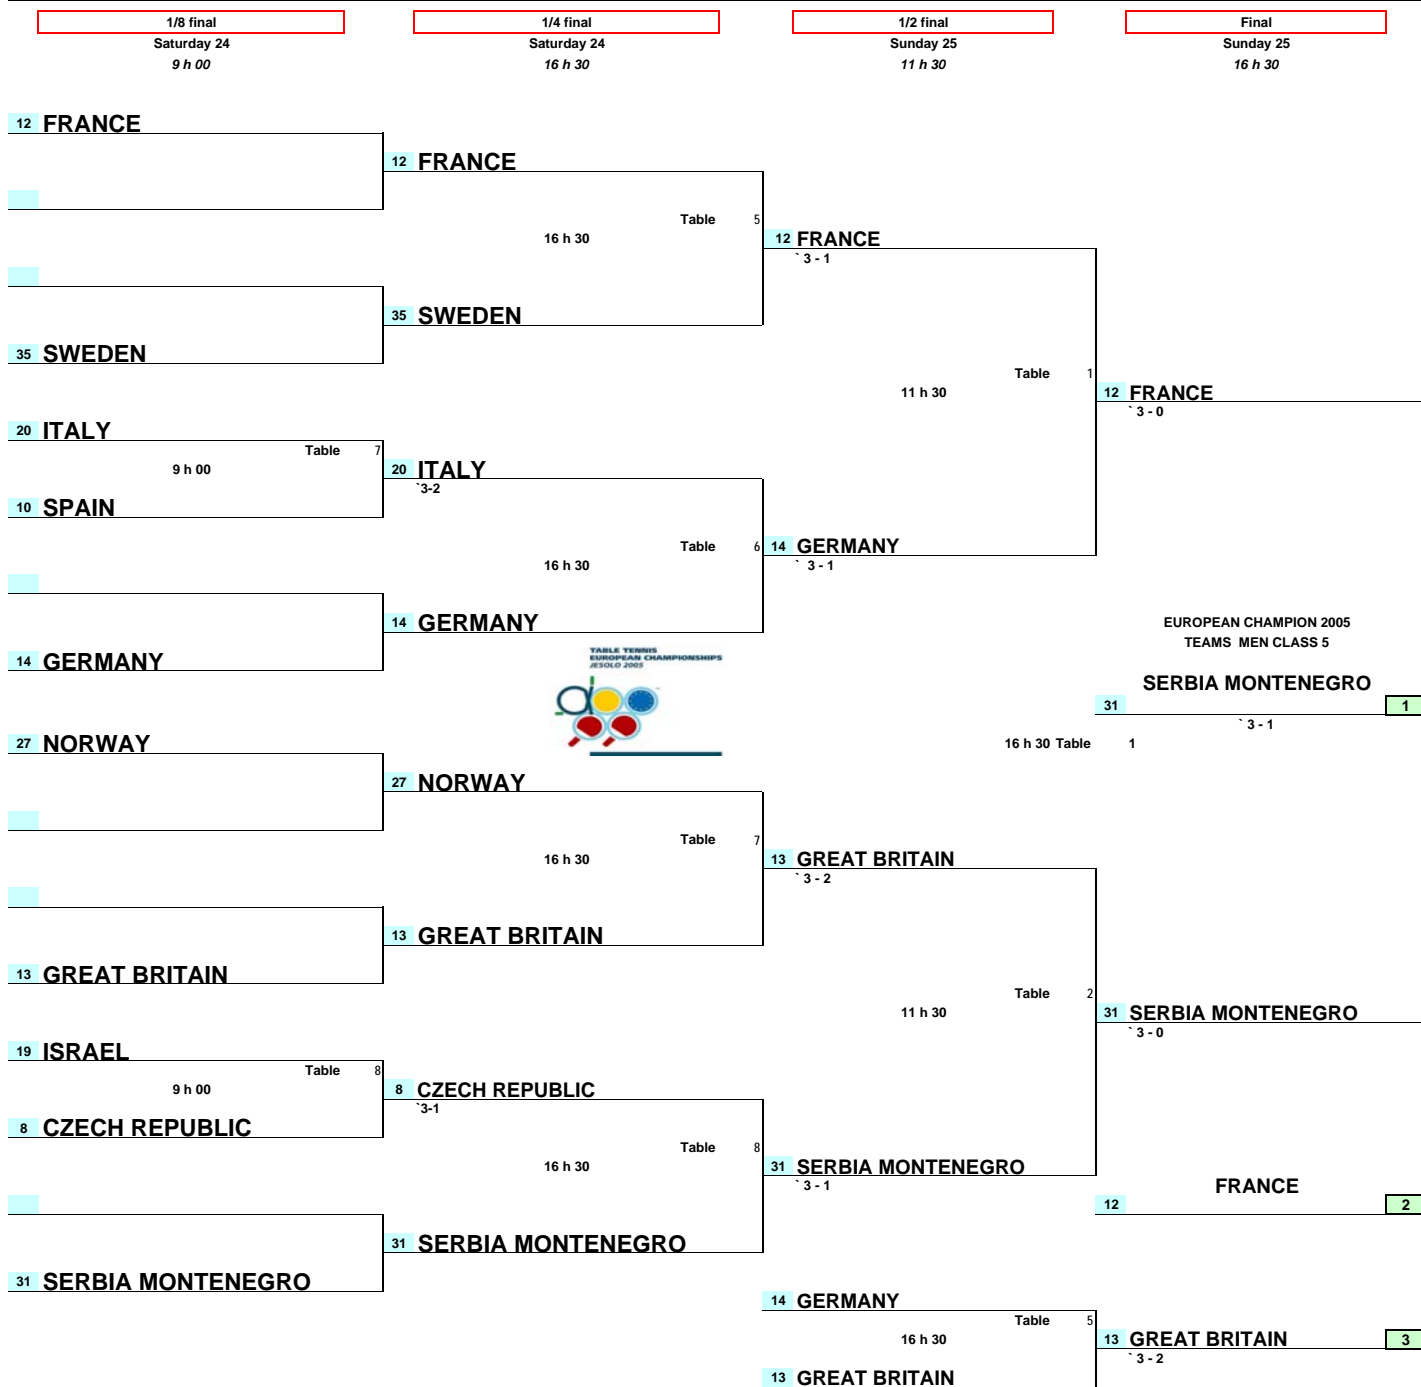 1/8 final 1/4 final 1/2 final Final
Saturday 24 Saturday 24 Sunday 25 Sunday 25
9 h 00 16 h 30 11 h 30 16 h 30
12 FRANCE
12 FRANCE
Table 5
16 h 30
12 FRANCE
` 3 - 1
35 SWEDEN
35 SWEDEN
Table 1
11 h 30
12 FRANCE
` 3 - 0
20 ITALY
Table 7
9 h 00
20 ITALY
`3-2
10 SPAIN
Table 6
14 GERMANY
16 h 30
` 3 - 1
14 GERMANY
EUROPEAN CHAMPION 2005
TEAMS MEN CLASS 5
14 GERMANY
TABLE TENNIS
EUROPEAN CHAMPIONSHIPS
JESOLO 2005
SERBIA MONTENEGRO
31 1
` 3 - 1
27 NORWAY
16 h 30 Table 1
27 NORWAY
Table 7
16 h 30
13 GREAT BRITAIN
` 3 - 2
13 GREAT BRITAIN
13 GREAT BRITAIN
Table 2
11 h 30
31 SERBIA MONTENEGRO
` 3 - 0
19 ISRAEL
Table 8
9 h 00
8 CZECH REPUBLIC
`3-1
8 CZECH REPUBLIC
Table 8
16 h 30
31 SERBIA MONTENEGRO
` 3 - 1
FRANCE
12 2
31 SERBIA MONTENEGRO
31 SERBIA MONTENEGRO
14 GERMANY
Table 5
16 h 30
13 GREAT BRITAIN 3
` 3 - 2
13 GREAT BRITAIN